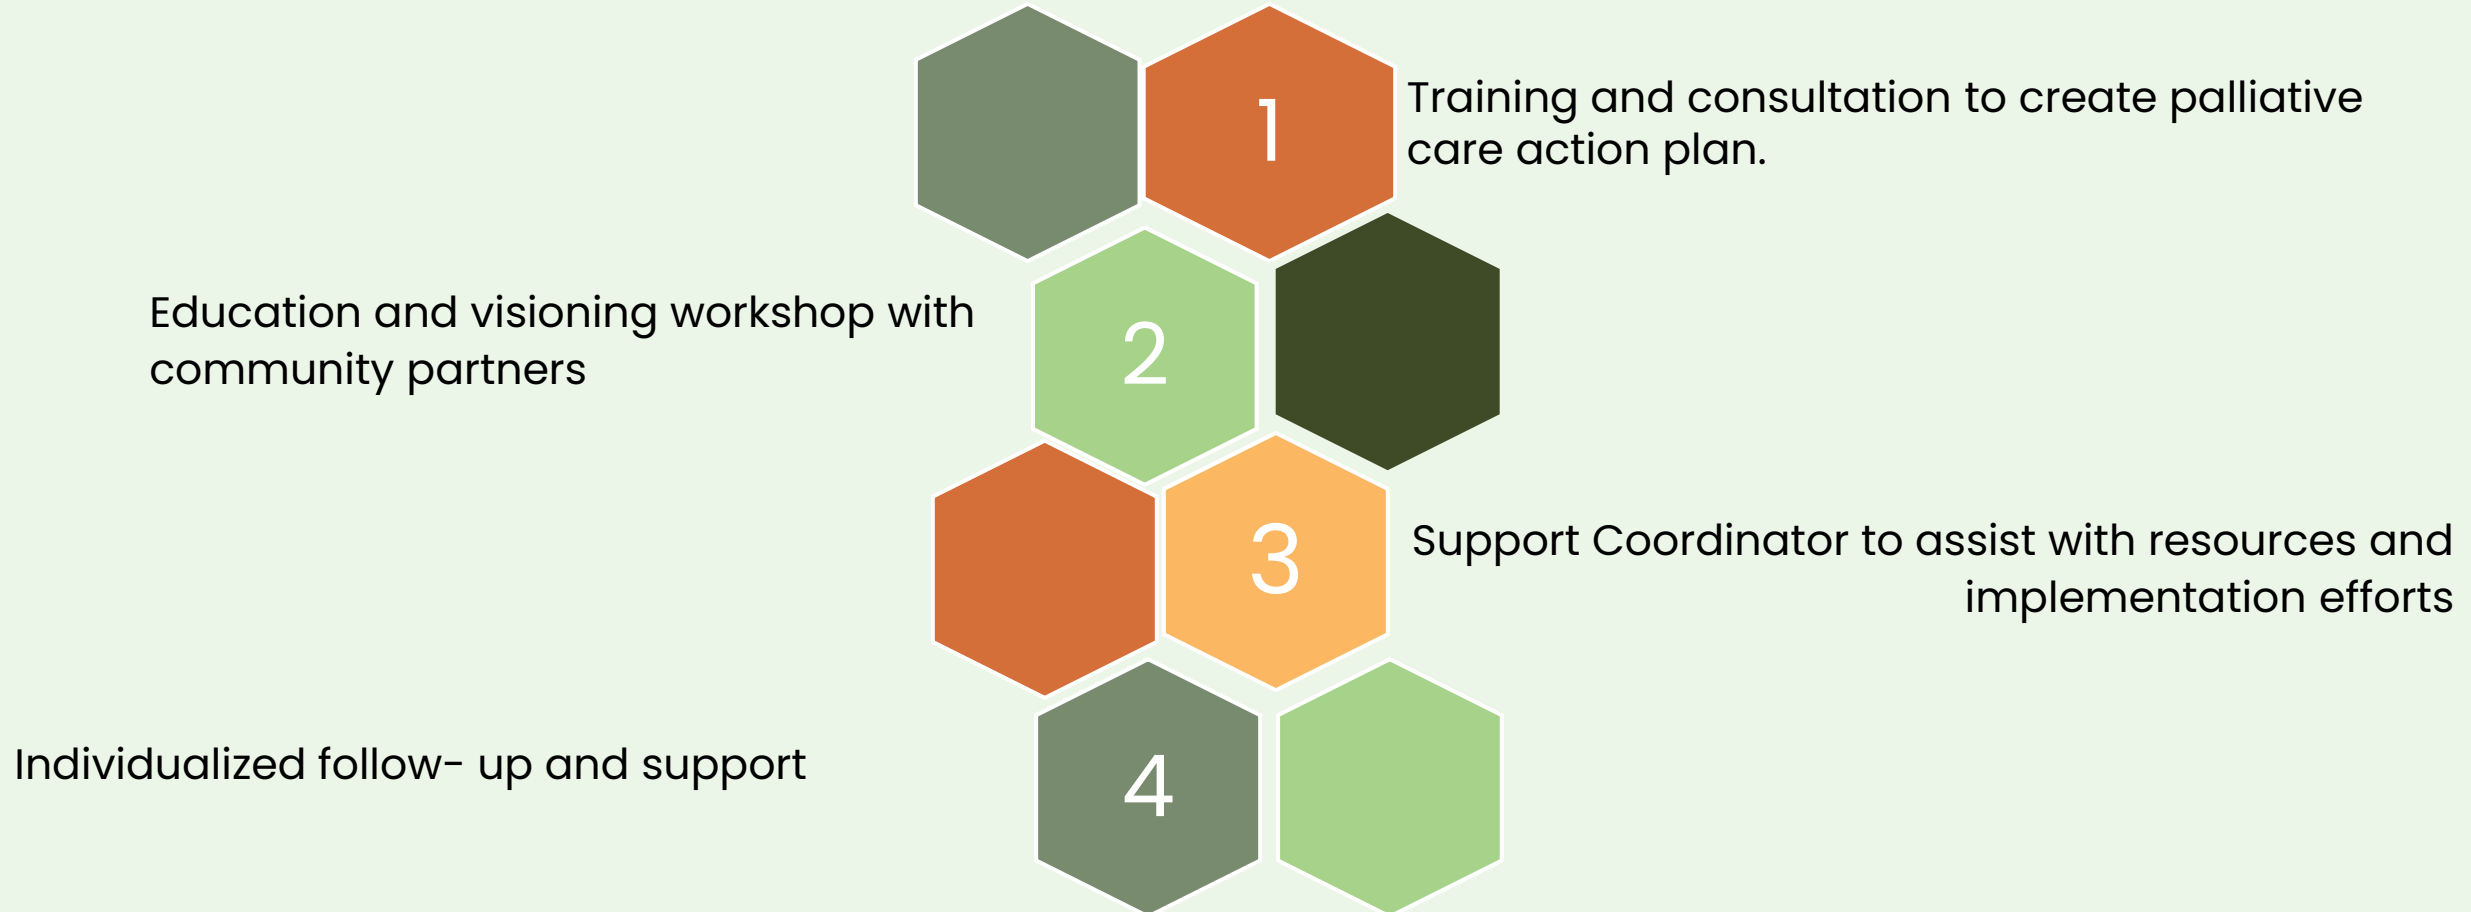 1
Training and consultation to create palliative
care action plan.
Education and visioning workshop with
community partners
2
3
Support Coordinator to assist with resources and
implementation efforts
Individualized follow- up and support
4